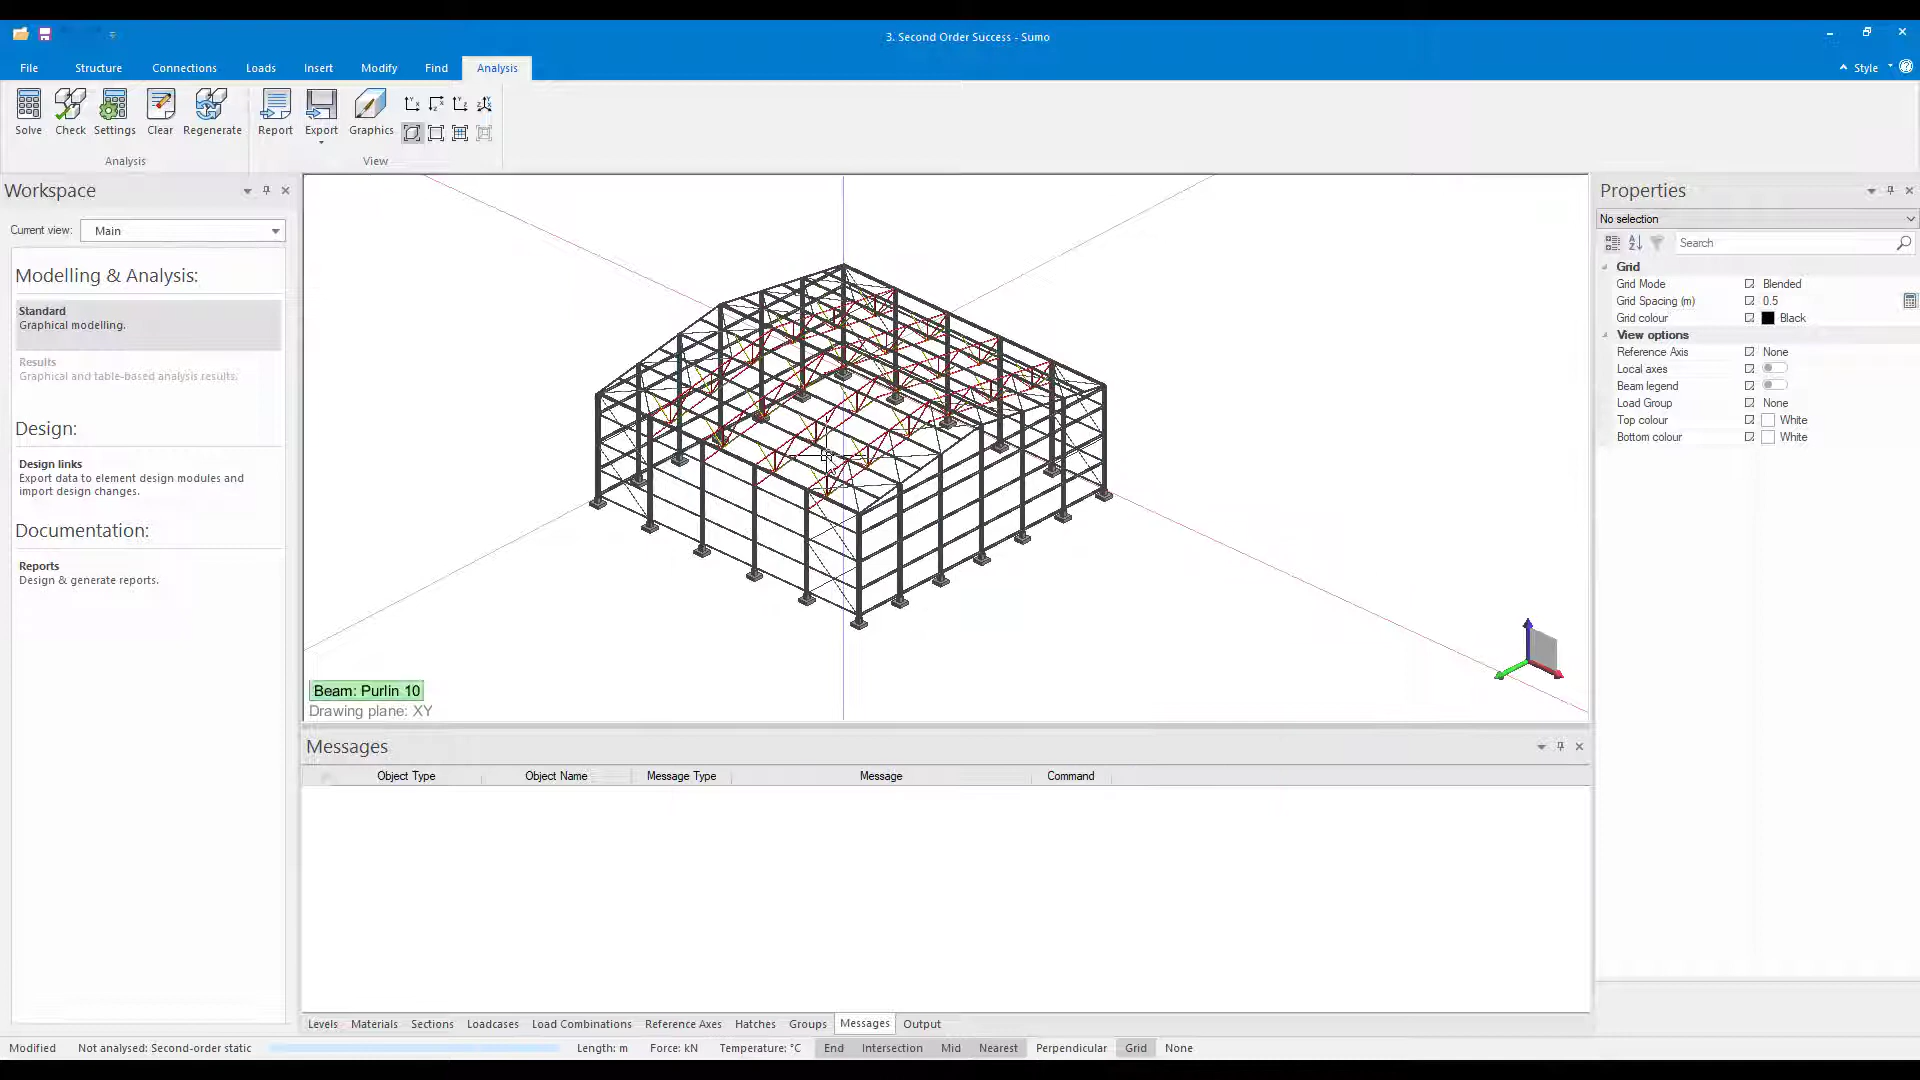 3. Second Order Success - Sumo
File Structure Connections Loads Insert Modify Find Analysis
Style
Solve Check Settings Clear Regenerate Report Export Graphics
Analysis View
Workspace
Current view: Main
Modelling & Analysis:
Standard
Graphical modelling.
Results
Graphical and table-based analysis results.
Design:
Design links
Export data to element design modules and
import design changes.
Documentation:
Reports
Design & generate reports.
Beam: Purlin 10
Drawing plane: XY
Messages
Object Type Object Name Message Type Message Command
Properties
No selection
Search
Grid
Grid Mode Blended
Grid Spacing (m) 0.5
Grid colour Black
View options
Reference Axis None
Local axes
Beam legend
Load Group None
Top colour White
Bottom colour White
Levels Materials Sections Loadcases Load Combinations Reference Axes Hatches Groups Messages Output
Modified Not analysed: Second-order static Length: m Force: kN Temperature: °C End Intersection Mid Nearest Perpendicular Grid None